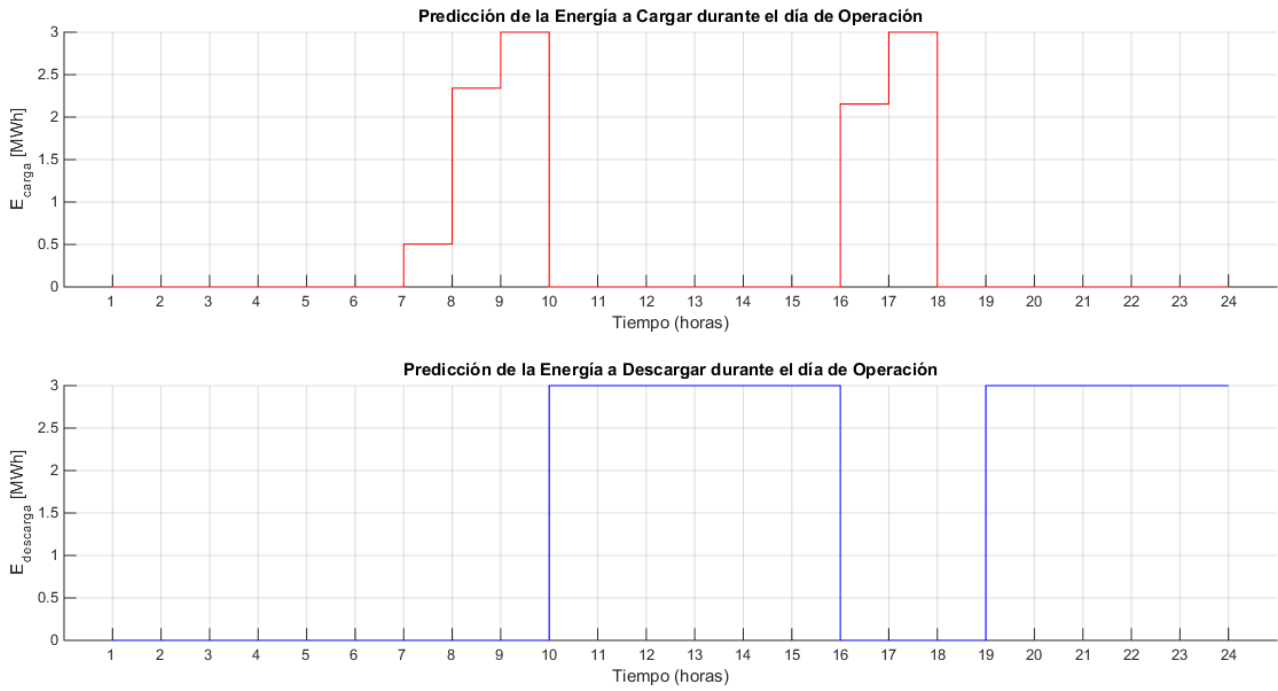 Predicción de la Energía a Cargar durante el día de Operación
3
2.5
2
1.5
1
0.5
0
E_carga [MWh]
1 2 3 4 5 6 7 8 9 10 11 12 13 14 15 16 17 18 19 20 21 22 23 24
Tiempo (horas)
Predicción de la Energía a Descargar durante el día de Operación
3
2.5
2
1.5
1
0.5
0
E_descarga [MWh]
1 2 3 4 5 6 7 8 9 10 11 12 13 14 15 16 17 18 19 20 21 22 23 24
Tiempo (horas)